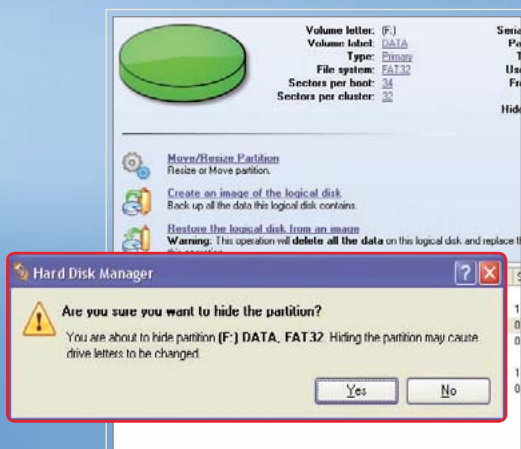 Volume letter: (F:)
Volume label: DATA
Type: Primary
File system: FAT32
Sectors per boot: 34
Sectors per cluster: 32
Move/Resize Partition
Resize or Move partition.
Create an image of the logical disk
Back up all the data this logical disk contains.
Restore the logical disk from an image
Warning: This operation will delete all the data on this logical disk and replace
Hard Disk Manager
Are you sure you want to hide the partition?
You are about to hide partition (F:) DATA, FAT32. Hiding the partition may cause
drive letters to be changed.
Yes No